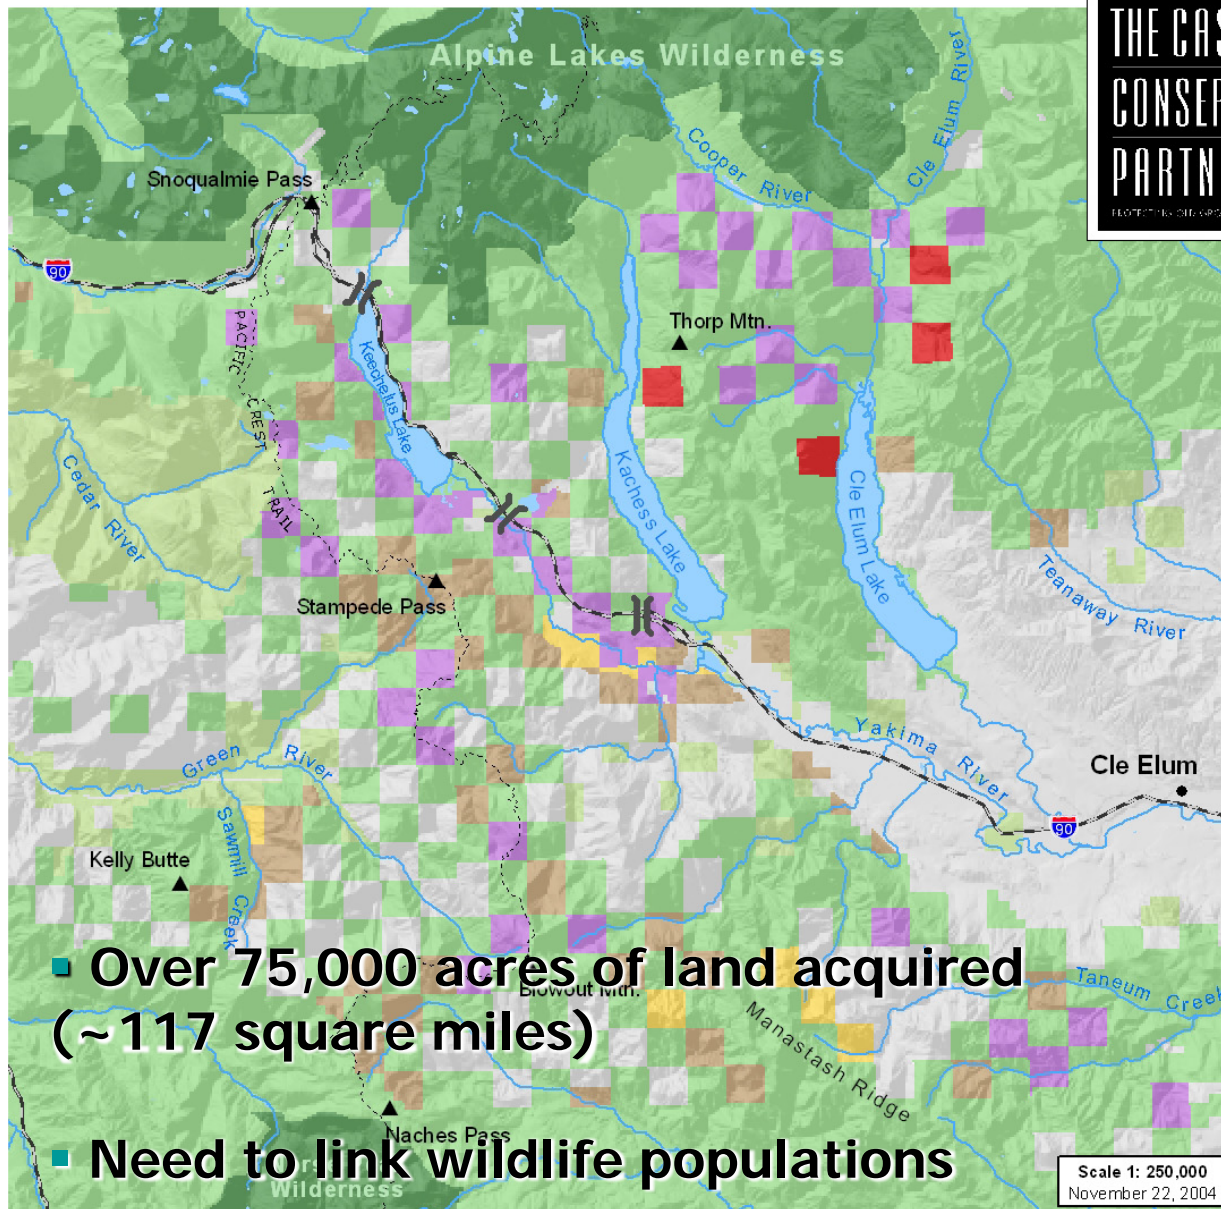 Alpine Lakes Wilderness
THE CAS
CONSER
PARTN
Cle Elum River
Cooper River
Snoqualmie Pass
90
Thorp Mtn.
PACIFIC CREST TRAIL
Keechelus Lake
Kachess Lake
Cle Elum Lake
Cedar River
Teanaway River
Stampede Pass
Yakima River
Green River
Cle Elum
90
Sawmill Creek
Kelly Butte
▪ Over 75,000 acres of land acquired
(~117 square miles)
Blowout Mtn.
Taneum Creek
Manastash Ridge
Naches Pass
▪ Need to link wildlife populations
Wilderness
Scale 1: 250,000
November 22, 2004